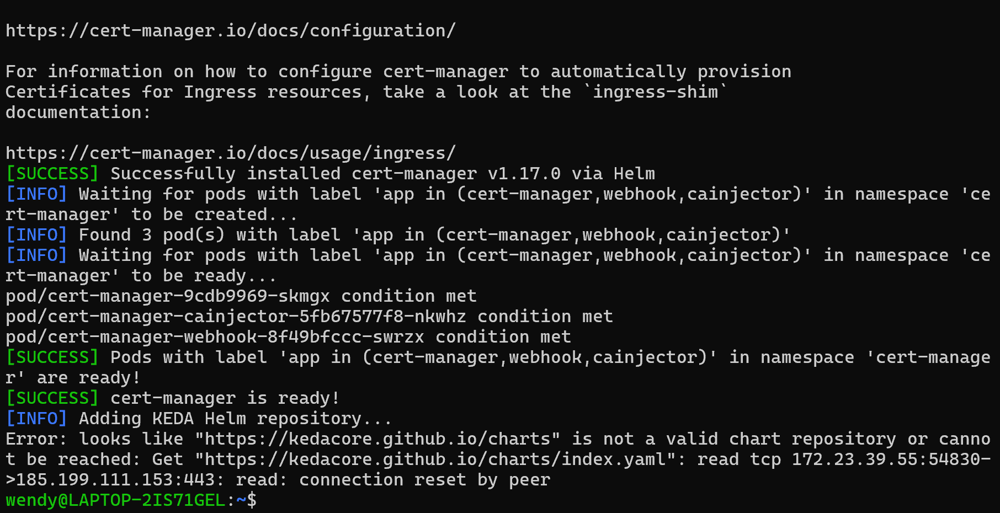 https://cert-manager.io/docs/configuration/
For information on how to configure cert-manager to automatically provision
Certificates for Ingress resources, take a look at the `ingress-shim`
documentation:
https://cert-manager.io/docs/usage/ingress/
[SUCCESS] Successfully installed cert-manager v1.17.0 via Helm
[INFO] Waiting for pods with label 'app in (cert-manager,webhook,cainjector)' in namespace 'ce
rt-manager' to be created...
[INFO] Found 3 pod(s) with label 'app in (cert-manager,webhook,cainjector)'
[INFO] Waiting for pods with label 'app in (cert-manager,webhook,cainjector)' in namespace 'ce
rt-manager' to be ready...
pod/cert-manager-9cdb9969-skmgx condition met
pod/cert-manager-cainjector-5fb67577f8-nkwhz condition met
pod/cert-manager-webhook-8f49bfccc-swrzx condition met
[SUCCESS] Pods with label 'app in (cert-manager,webhook,cainjector)' in namespace 'cert-manage
r' are ready!
[SUCCESS] cert-manager is ready!
[INFO] Adding KEDA Helm repository...
Error: looks like "https://kedacore.github.io/charts" is not a valid chart repository or canno
t be reached: Get "https://kedacore.github.io/charts/index.yaml": read tcp 172.23.39.55:54830-
>185.199.111.153:443: read: connection reset by peer
wendy@LAPTOP-2IS71GEL:~$